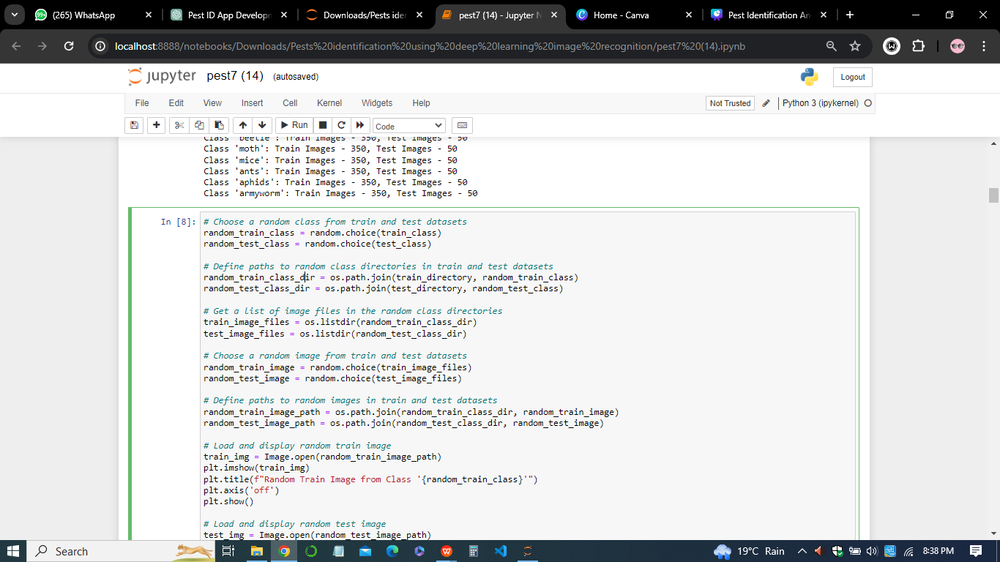 (265) WhatsApp
Pest ID App Developm
Downloads/Pests ide
pest7 (14) - Jupyter N
Home - Canva
Pest Identification An
localhost:8888/notebooks/Downloads/Pests%20identification%20using%20deep%20learning%20image%20recognition/pest7%20(14).ipynb
jupyter pest7 (14) (autosaved)
Logout
File Edit View Insert Cell Kernel Widgets Help
Not Trusted
Python 3 (ipykernel)
Run
Code
Class 'beetle': Train Images - 350, Test Images - 50
Class 'moth': Train Images - 350, Test Images - 50
Class 'mice': Train Images - 350, Test Images - 50
Class 'ants': Train Images - 350, Test Images - 50
Class 'aphids': Train Images - 350, Test Images - 50
Class 'armyworm': Train Images - 350, Test Images - 50
In [8]:
# Choose a random class from train and test datasets
random_train_class = random.choice(train_class)
random_test_class = random.choice(test_class)
# Define paths to random class directories in train and test datasets
random_train_class_dir = os.path.join(train_directory, random_train_class)
random_test_class_dir = os.path.join(test_directory, random_test_class)
# Get a list of image files in the random class directories
train_image_files = os.listdir(random_train_class_dir)
test_image_files = os.listdir(random_test_class_dir)
# Choose a random image from train and test datasets
random_train_image = random.choice(train_image_files)
random_test_image = random.choice(test_image_files)
# Define paths to random images in train and test datasets
random_train_image_path = os.path.join(random_train_class_dir, random_train_image)
random_test_image_path = os.path.join(random_test_class_dir, random_test_image)
# Load and display random train image
train_img = Image.open(random_train_image_path)
plt.imshow(train_img)
plt.title(f"Random Train Image from Class '{random_train_class}'")
plt.axis('off')
plt.show()
# Load and display random test image
test_img = Image.open(random_test_image_path)
Search
19°C Rain
8:38 PM